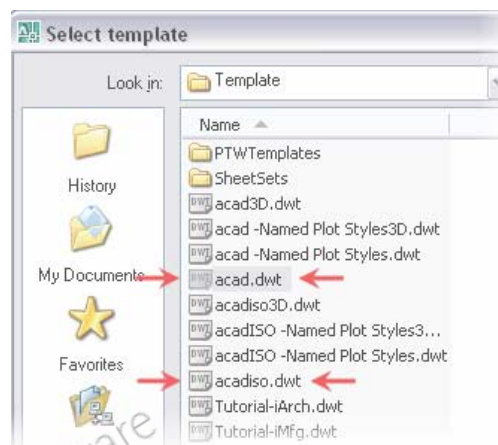 Select template
Look in:
Template
Name
History
My Documents
Favorites
PTWTemplates
SheetSets
acad3D.dwt
acad -Named Plot Styles3D.dwt
acad -Named Plot Styles.dwt
acad.dwt
acadiso3D.dwt
acadISO -Named Plot Styles3...
acadISO -Named Plot Styles.dwt
acadiso.dwt
Tutorial-iArch.dwt
Tutorial-iMfg.dwt